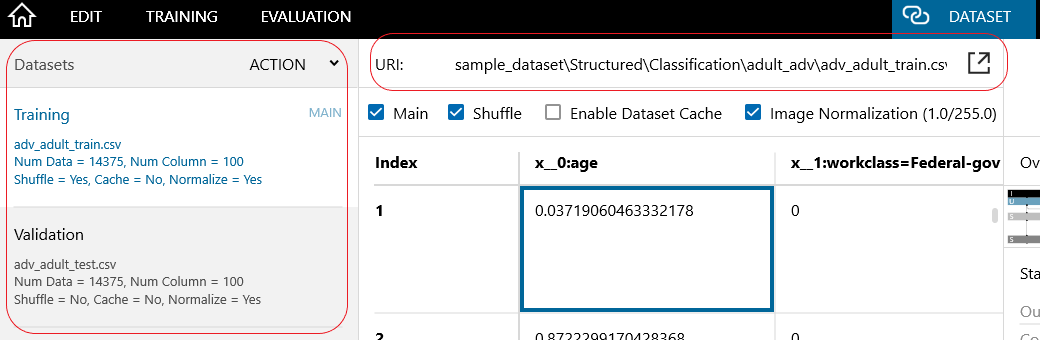 EDIT TRAINING EVALUATION DATASET
Datasets ACTION
URI: sample_dataset\Structured\Classification\adult_adv\adv_adult_train.csv
Training MAIN
adv_adult_train.csv
Num Data = 14375, Num Column = 100
Shuffle = Yes, Cache = No, Normalize = Yes
Validation
adv_adult_test.csv
Num Data = 14375, Num Column = 100
Shuffle = No, Cache = No, Normalize = Yes
Main Shuffle Enable Dataset Cache Image Normalization (1.0/255.0)
Index x__0:age x__1:workclass=Federal-gov
1 0.03719060463332178 0
2 0.8722299170428368 0
Ov
Sta
Ou